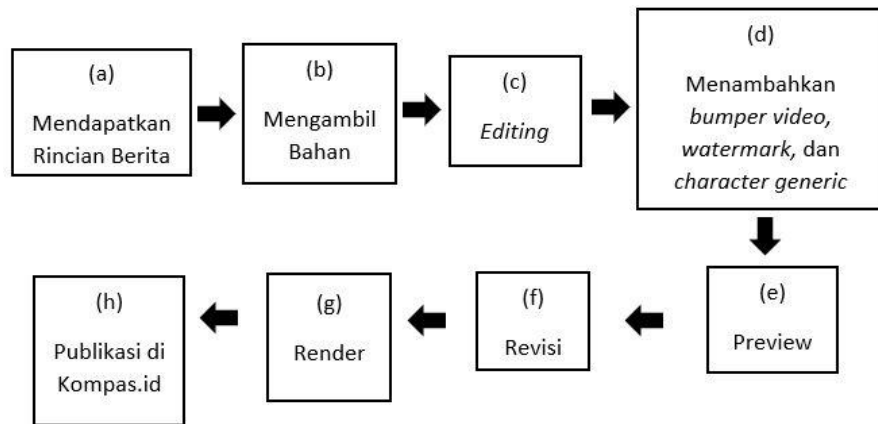 (a)
Mendapatkan
Rincian Berita
(b)
Mengambil
Bahan
(c)
Editing
(d)
Menambahkan
bumper video,
watermark, dan
character generic
(e)
Preview
(f)
Revisi
(g)
Render
(h)
Publikasi di
Kompas.id